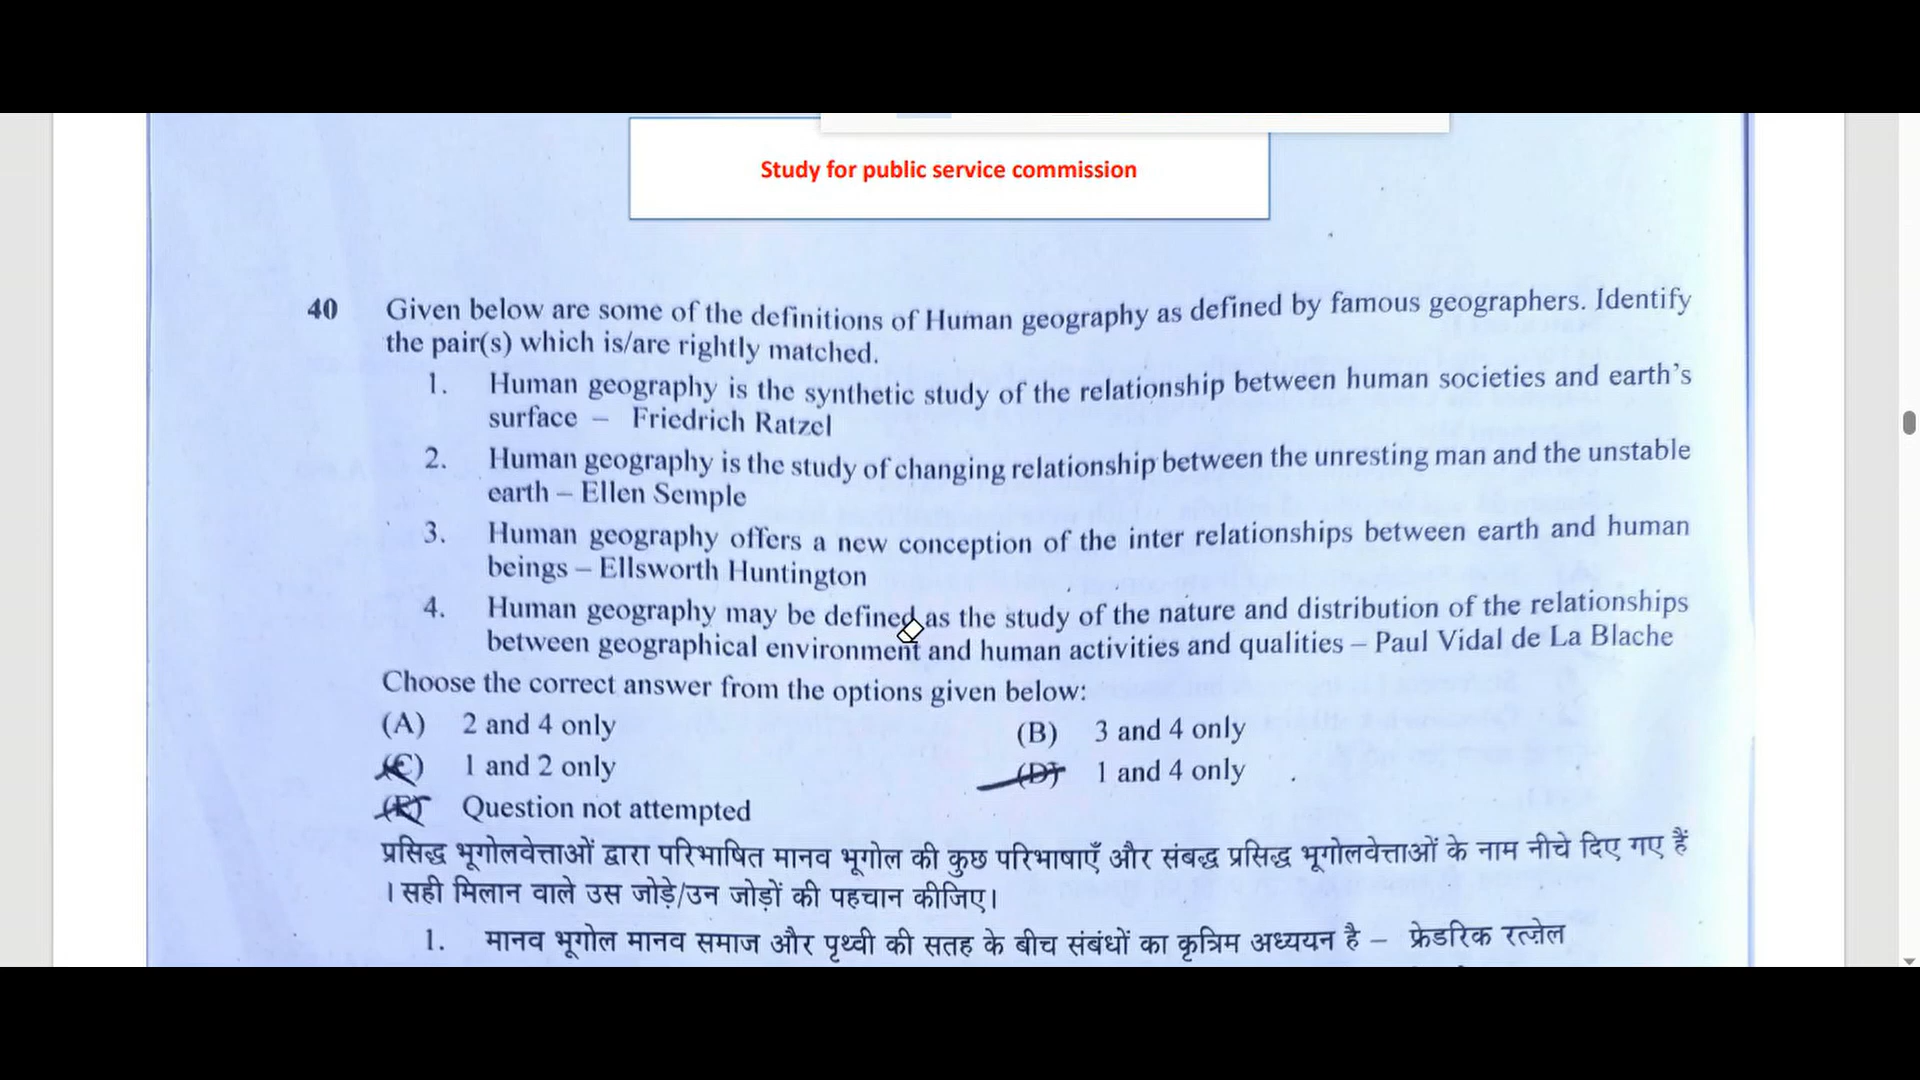 Study for public service commission
40 Given below are some of the definitions of Human geography as defined by famous geographers. Identify
the pair(s) which is/are rightly matched.
1. Human geography is the synthetic study of the relationship between human societies and earth's
surface – Friedrich Ratzel
2. Human geography is the study of changing relationship between the unresting man and the unstable
earth – Ellen Semple
3. Human geography offers a new conception of the inter relationships between earth and human
beings – Ellsworth Huntington
4. Human geography may be defined as the study of the nature and distribution of the relationships
between geographical environment and human activities and qualities – Paul Vidal de La Blache
Choose the correct answer from the options given below:
(A) 2 and 4 only (B) 3 and 4 only
(C) 1 and 2 only (D) 1 and 4 only
(E) Question not attempted
प्रसिद्ध भूगोलवेत्ताओं द्वारा परिभाषित मानव भूगोल की कुछ परिभाषाएँ और संबद्ध प्रसिद्ध भूगोलवेत्ताओं के नाम नीचे दिए गए हैं
। सही मिलान वाले उस जोड़े/उन जोड़ों की पहचान कीजिए।
1. मानव भूगोल मानव समाज और पृथ्वी की सतह के बीच संबंधों का कृत्रिम अध्ययन है – फ्रेडरिक रत्ज़ेल